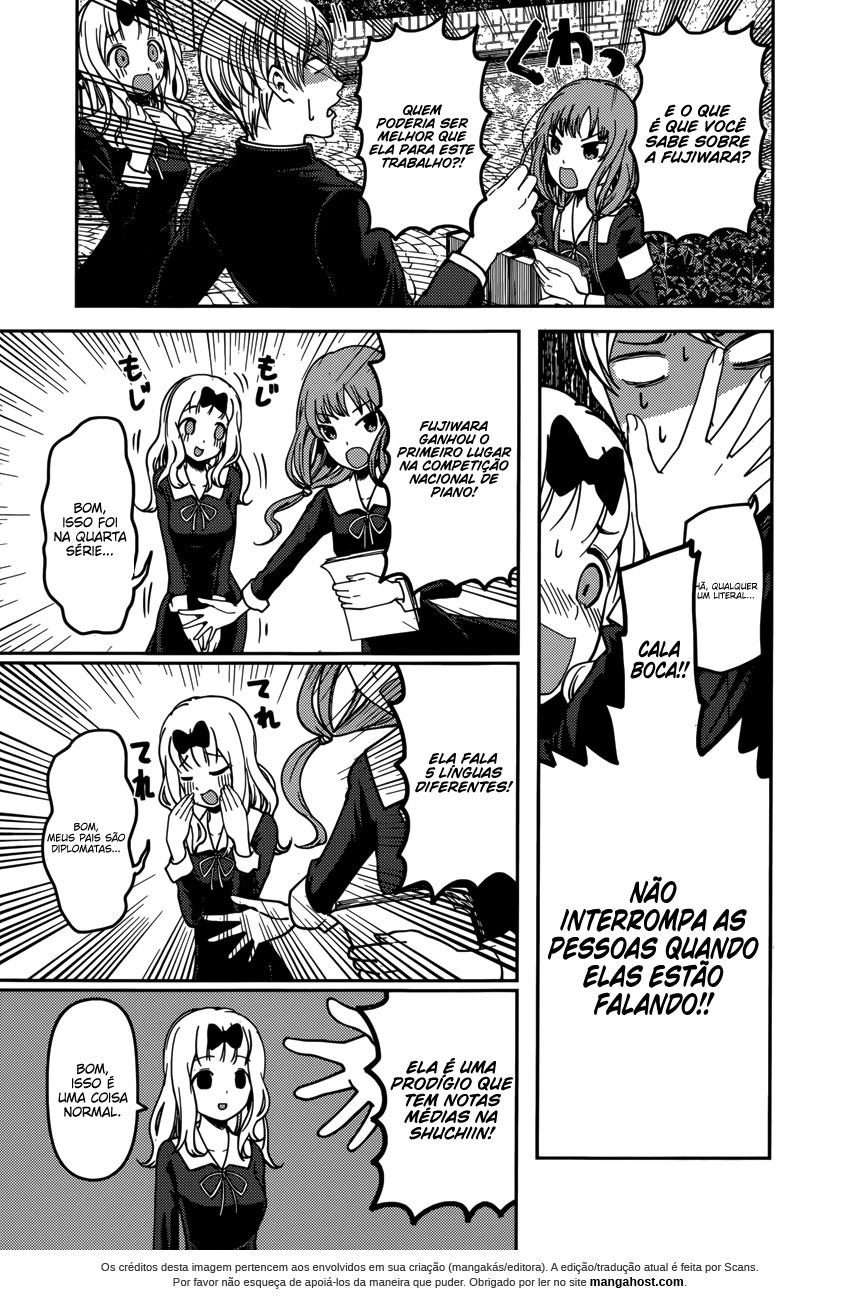 E O QUE
É QUE VOCÊ
SABE SOBRE
A FUJIWARA?
くわっ
QUEM
PODERIA SER
MELHOR QUE
ELA PARA ESTE
TRABALHO?!
HÃ, QUALQUER
UM LITERAL...
CALA
BOCA!!
NÃO
INTERROMPA AS
PESSOAS QUANDO
ELAS ESTÃO
FALANDO!!
FUJIWARA
GANHOU O
PRIMEIRO LUGAR
NA COMPETIÇÃO
NACIONAL DE
PIANO!
もじ
もじ
BOM,
ISSO FOI
NA QUARTA
SÉRIE...
ELA FALA
5 LÍNGUAS
DIFERENTES!
てれ
てれ
BOM,
MEUS PAIS SÃO
DIPLOMATAS...
ELA É UMA
PRODÍGIO QUE
TEM NOTAS
MÉDIAS NA
SHUCHIIN!
BOM,
ISSO É
UMA COISA
NORMAL.
Os créditos desta imagem pertencem aos envolvidos em sua criação (mangakás/editora). A edição/tradução atual é feita por Scans.
Por favor não esqueça de apoiá-los da maneira que puder. Obrigado por ler no site mangahost.com.